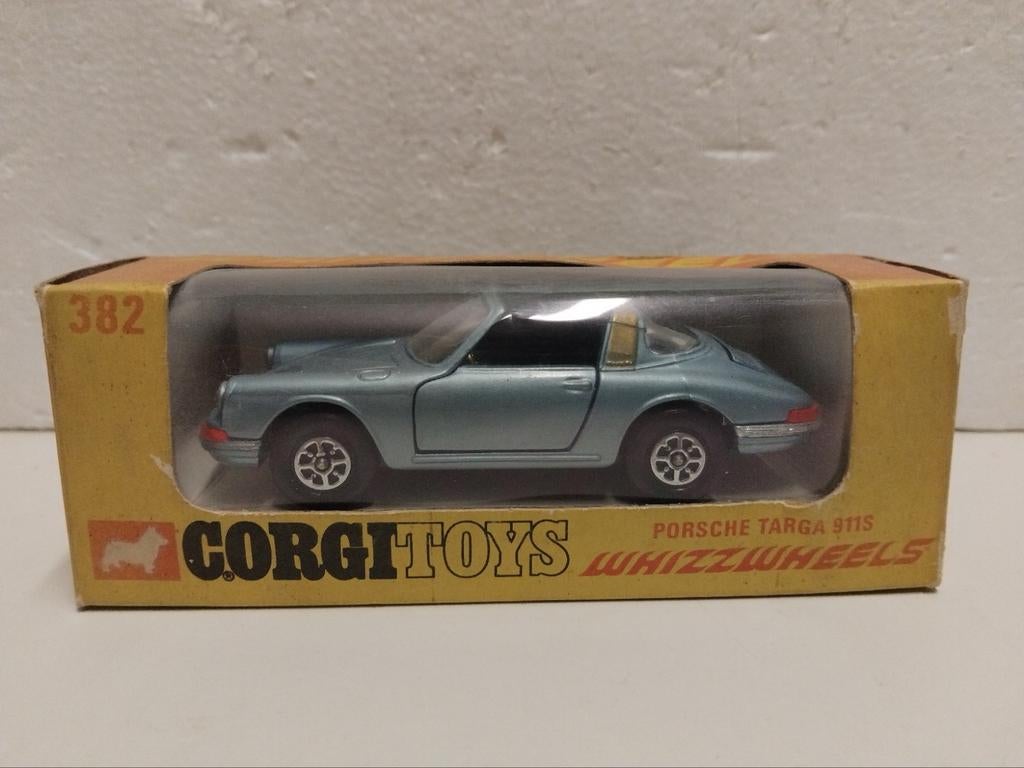 382
CORGI TOYS
®
PORSCHE TARGA 911S
WHIZZWHEELS